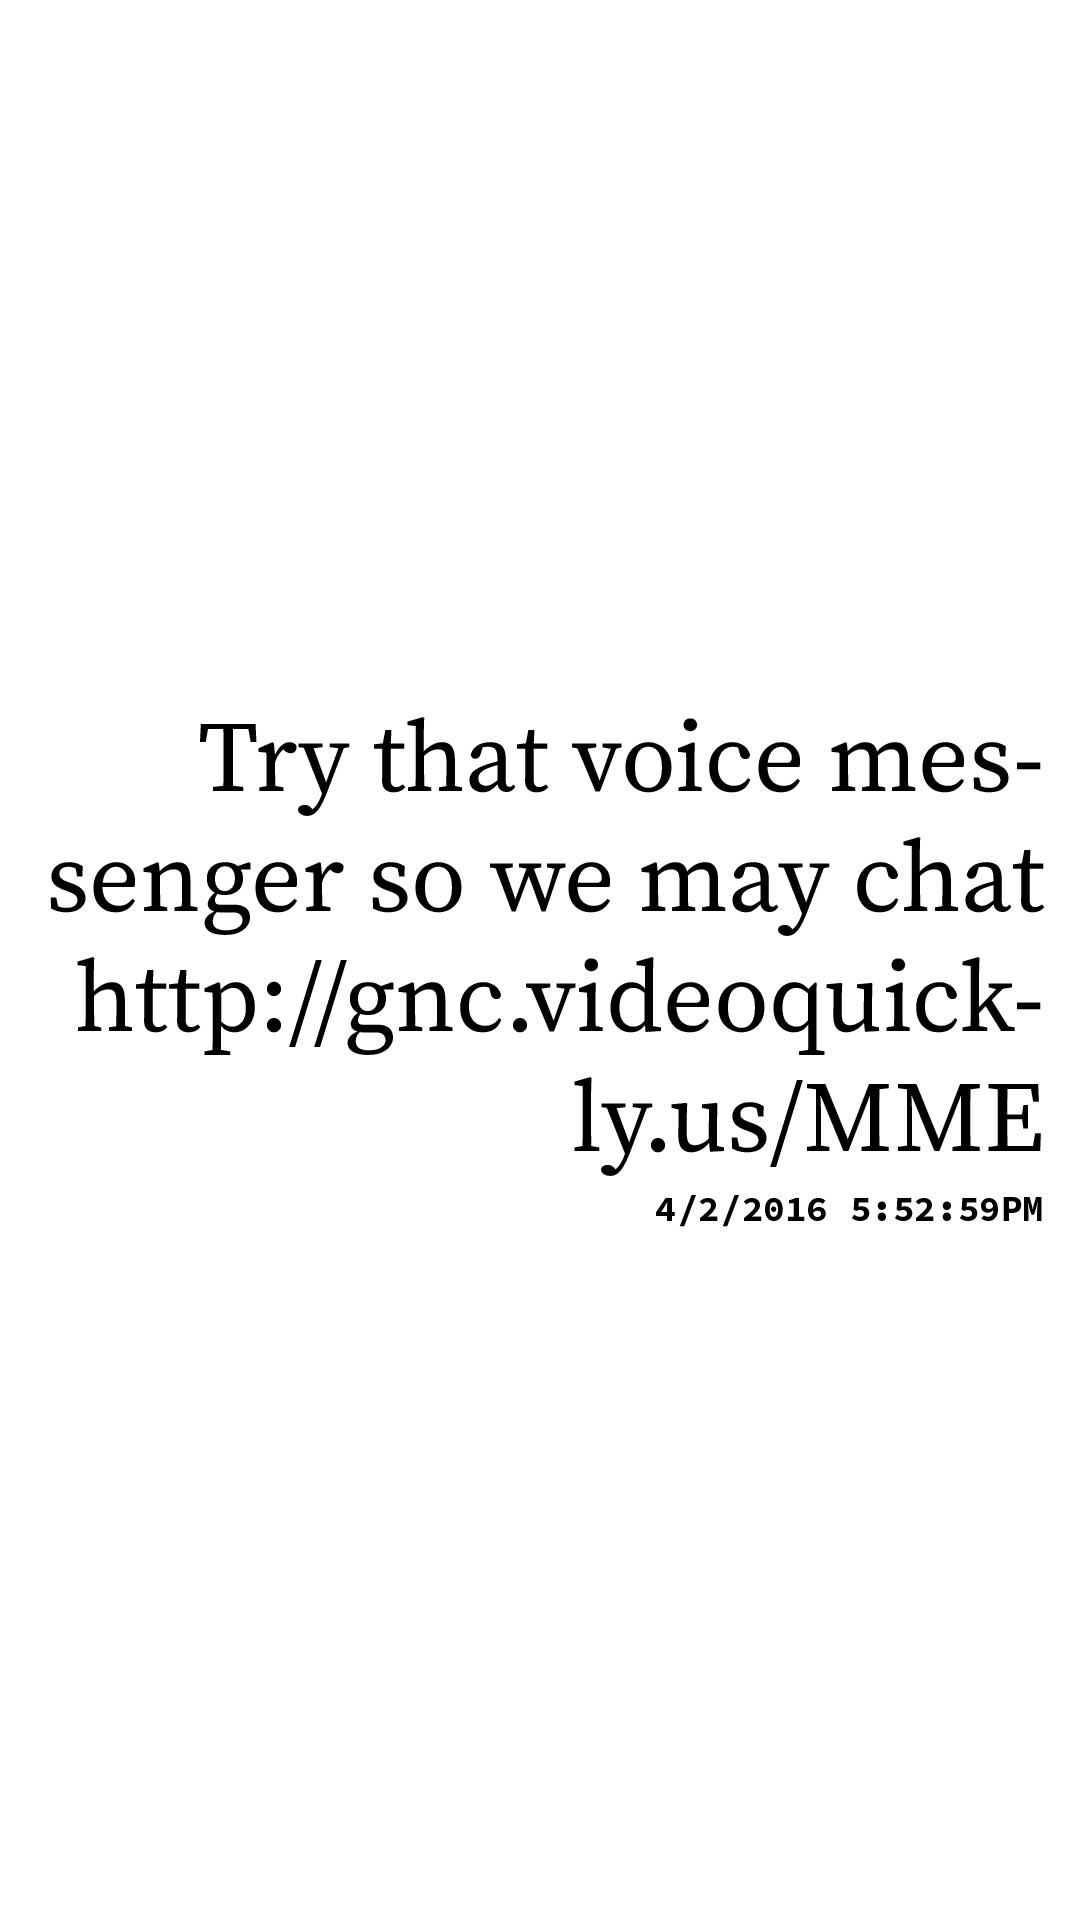 Try that voice mes-
senger so we may chat
http://gnc.videoquick-
ly.us/MME
4/2/2016 5:52:59PM